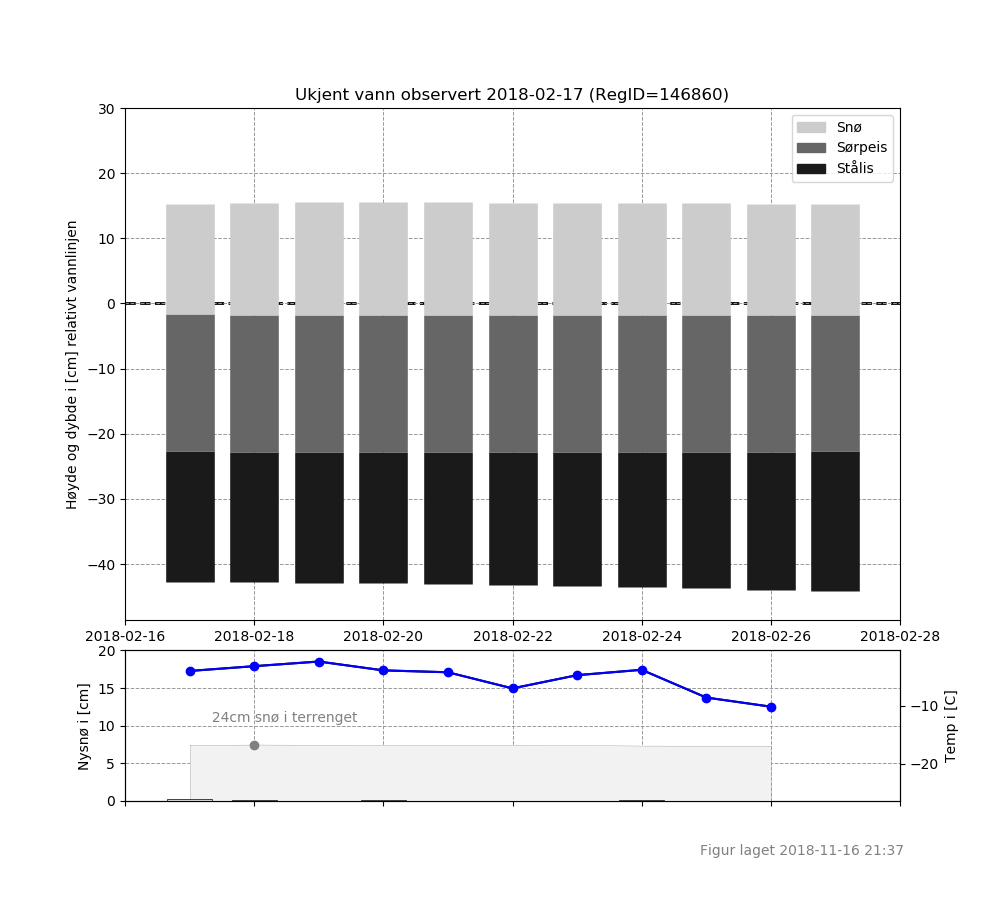 Ukjent vann observert 2018-02-17 (RegID=146860)
Høyde og dybde i [cm] relativt vannlinjen
30
20
10
0
−10
−20
−30
−40
Snø
Sørpeis
Stålis
2018-02-16 2018-02-18 2018-02-20 2018-02-22 2018-02-24 2018-02-26 2018-02-28
Nysnø i [cm]
20
15
10
5
0
24cm snø i terrenget
−10
−20
Temp i [C]
Figur laget 2018-11-16 21:37